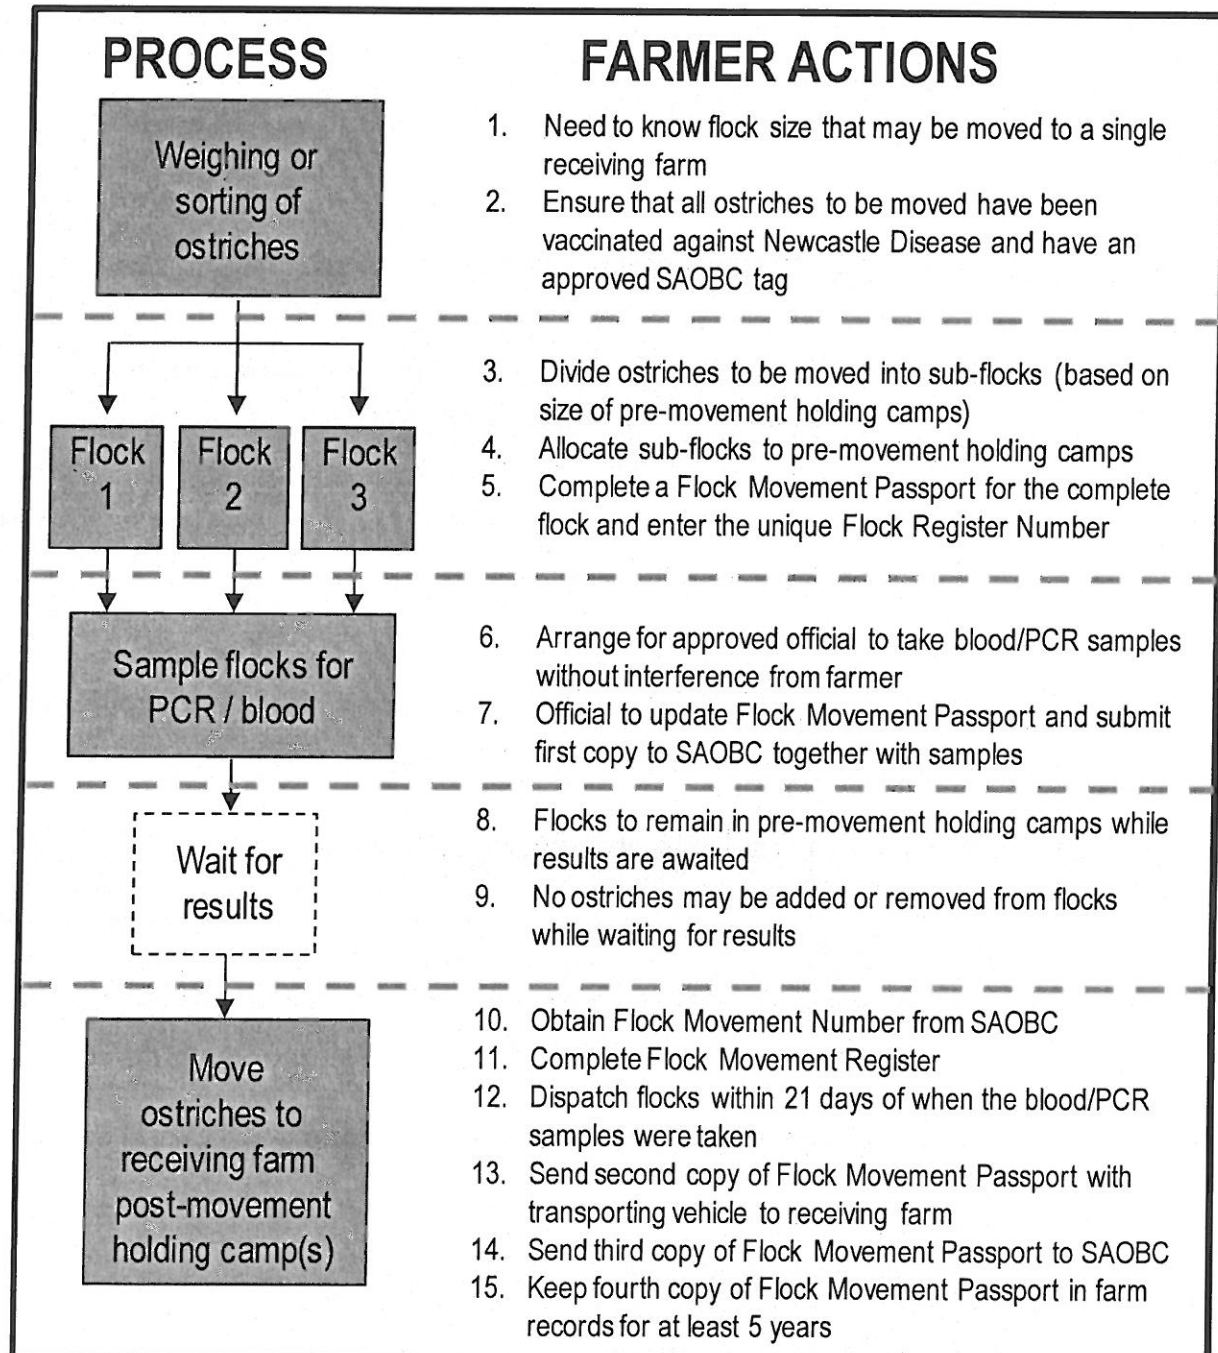 PROCESS
FARMER ACTIONS
Weighing or
sorting of
ostriches
1. Need to know flock size that may be moved to a single
receiving farm
2. Ensure that all ostriches to be moved have been
vaccinated against Newcastle Disease and have an
approved SAOBC tag
Flock
1
Flock
2
Flock
3
3. Divide ostriches to be moved into sub-flocks (based on
size of pre-movement holding camps)
4. Allocate sub-flocks to pre-movement holding camps
5. Complete a Flock Movement Passport for the complete
flock and enter the unique Flock Register Number
Sample flocks for
PCR / blood
6. Arrange for approved official to take blood/PCR samples
without interference from farmer
7. Official to update Flock Movement Passport and submit
first copy to SAOBC together with samples
Wait for
results
8. Flocks to remain in pre-movement holding camps while
results are awaited
9. No ostriches may be added or removed from flocks
while waiting for results
Move
ostriches to
receiving farm
post-movement
holding camp(s)
10. Obtain Flock Movement Number from SAOBC
11. Complete Flock Movement Register
12. Dispatch flocks within 21 days of when the blood/PCR
samples were taken
13. Send second copy of Flock Movement Passport with
transporting vehicle to receiving farm
14. Send third copy of Flock Movement Passport to SAOBC
15. Keep fourth copy of Flock Movement Passport in farm
records for at least 5 years